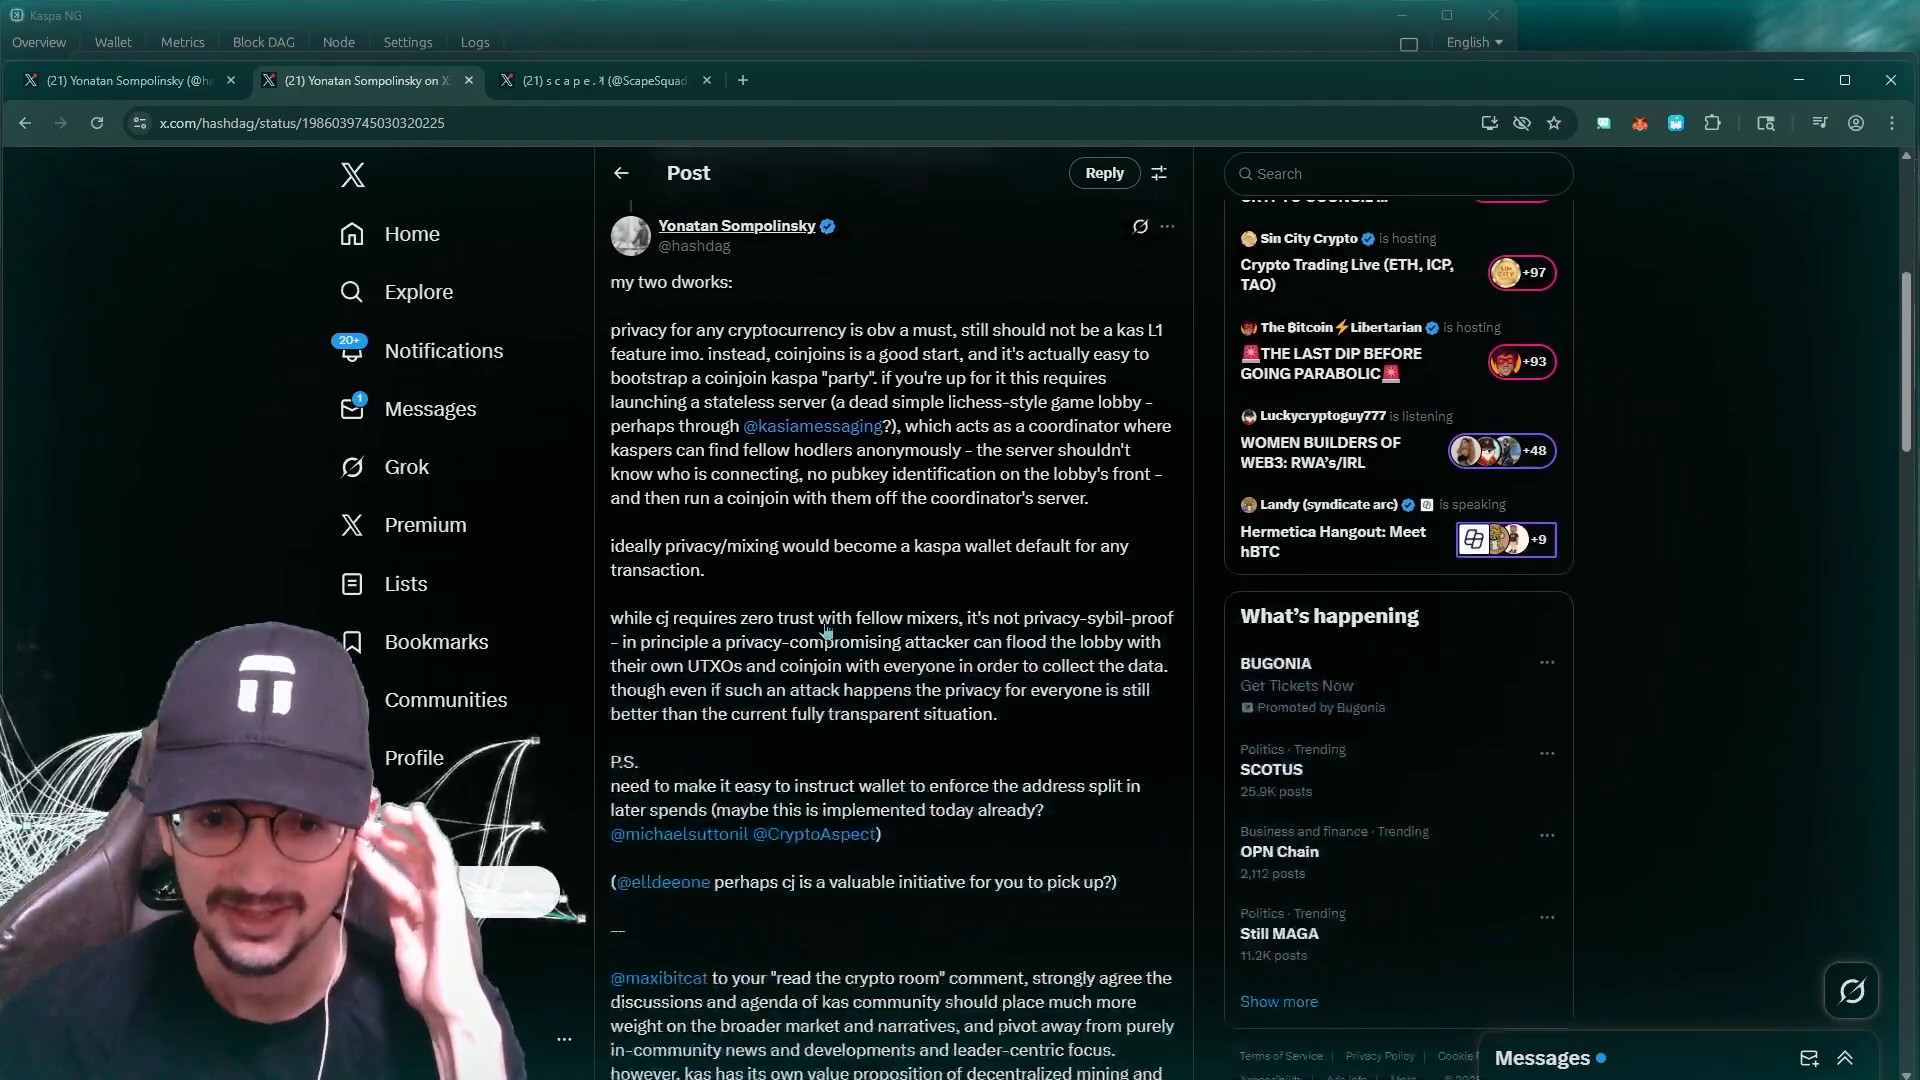 Kaspa NG
Overview Wallet Metrics Block DAG Node Settings Logs English
(21) Yonatan Sompolinsky (@ha
(21) Yonatan Sompolinsky on X
(21) s c a p e . (@ScapeSquad
x.com/hashdag/status/1986039745030320225
Home
Explore
20+
Notifications
1
Messages
Grok
Premium
Lists
Bookmarks
Communities
Profile
Post
Reply
Yonatan Sompolinsky
@hashdag
my two dworks:
privacy for any cryptocurrency is obv a must, still should not be a kas L1
feature imo. instead, coinjoins is a good start, and it's actually easy to
bootstrap a coinjoin kaspa "party". if you're up for it this requires
launching a stateless server (a dead simple lichess-style game lobby -
perhaps through @kasiamessaging?), which acts as a coordinator where
kaspers can find fellow hodlers anonymously - the server shouldn't
know who is connecting, no pubkey identification on the lobby's front -
and then run a coinjoin with them off the coordinator's server.
ideally privacy/mixing would become a kaspa wallet default for any
transaction.
while cj requires zero trust with fellow mixers, it's not privacy-sybil-proof
- in principle a privacy-compromising attacker can flood the lobby with
their own UTXOs and coinjoin with everyone in order to collect the data.
though even if such an attack happens the privacy for everyone is still
better than the current fully transparent situation.
P.S.
need to make it easy to instruct wallet to enforce the address split in
later spends (maybe this is implemented today already?
@michaelsuttonil @CryptoAspect)
(@elldeeone perhaps cj is a valuable initiative for you to pick up?)
—
@maxibitcat to your "read the crypto room" comment, strongly agree the
discussions and agenda of kas community should place much more
weight on the broader market and narratives, and pivot away from purely
in-community news and developments and leader-centric focus.
however, kas has its own value proposition of decentralized mining and
Search
Sin City Crypto is hosting
Crypto Trading Live (ETH, ICP,
TAO)
+97
The ₿itcoin⚡Libertarian is hosting
🚨THE LAST DIP BEFORE
GOING PARABOLIC🚨
+93
Luckycryptoguy777 is listening
WOMEN BUILDERS OF
WEB3: RWA's/IRL
+48
Landy (syndicate arc) is speaking
Hermetica Hangout: Meet
hBTC
+9
What's happening
BUGONIA
Get Tickets Now
Promoted by Bugonia
Politics · Trending
SCOTUS
25.9K posts
Business and finance · Trending
OPN Chain
2,112 posts
Politics · Trending
Still MAGA
11.2K posts
Show more
Terms of Service | Privacy Policy | Cookie
Messages